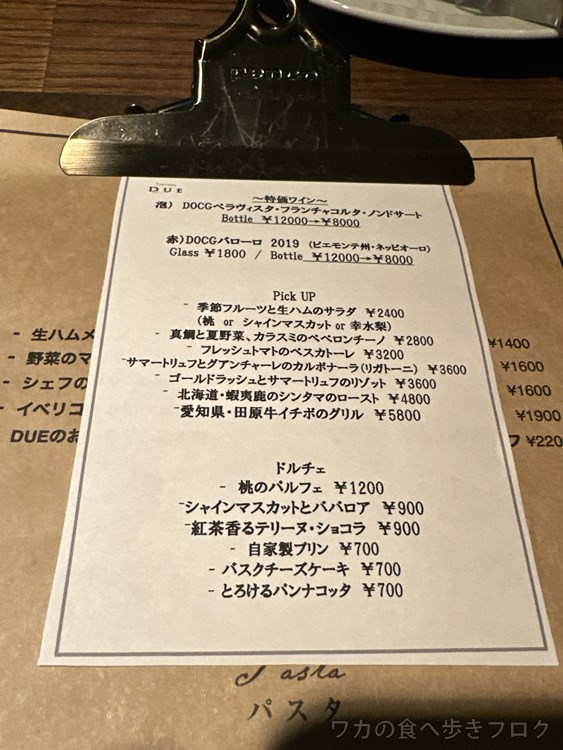 penco
DUE
～特価ワイン～
泡） DOCGベラヴィスタ・フランチャコルタ・ノンドサート
Bottle ￥12000→￥8000
赤）DOCGバローロ 2019 （ピエモンテ州・ネッビオーロ）
Glass ￥1800 / Bottle ￥12000→￥8000
Pick UP
- 季節フルーツと生ハムのサラダ ￥2400
（桃 or シャインマスカット or 幸水梨）
- 真鯛と夏野菜、カラスミのペペロンチーノ ￥2800
- フレッシュトマトのペスカトーレ ￥3200
-サマートリュフとグアンチャーレのカルボナーラ（リガトーニ） ￥3600
- ゴールドラッシュとサマートリュフのリゾット ￥3600
- 北海道・蝦夷鹿のシンタマのロースト ￥4800
-愛知県・田原牛イチボのグリル ￥5800
ドルチェ
- 桃のパルフェ ￥1200
-シャインマスカットとババロア ￥900
-紅茶香るテリーヌ・ショコラ ￥900
- 自家製プリン ￥700
- バスクチーズケーキ ￥700
- とろけるパンナコッタ ￥700
- 生ハムメ
- 野菜のマ
- シェフの
- イベリコ
DUEのお
￥1400
￥1600
￥1600
￥1900
フ ￥220
Pasta
パスタ
ワカの食べ歩きブログ